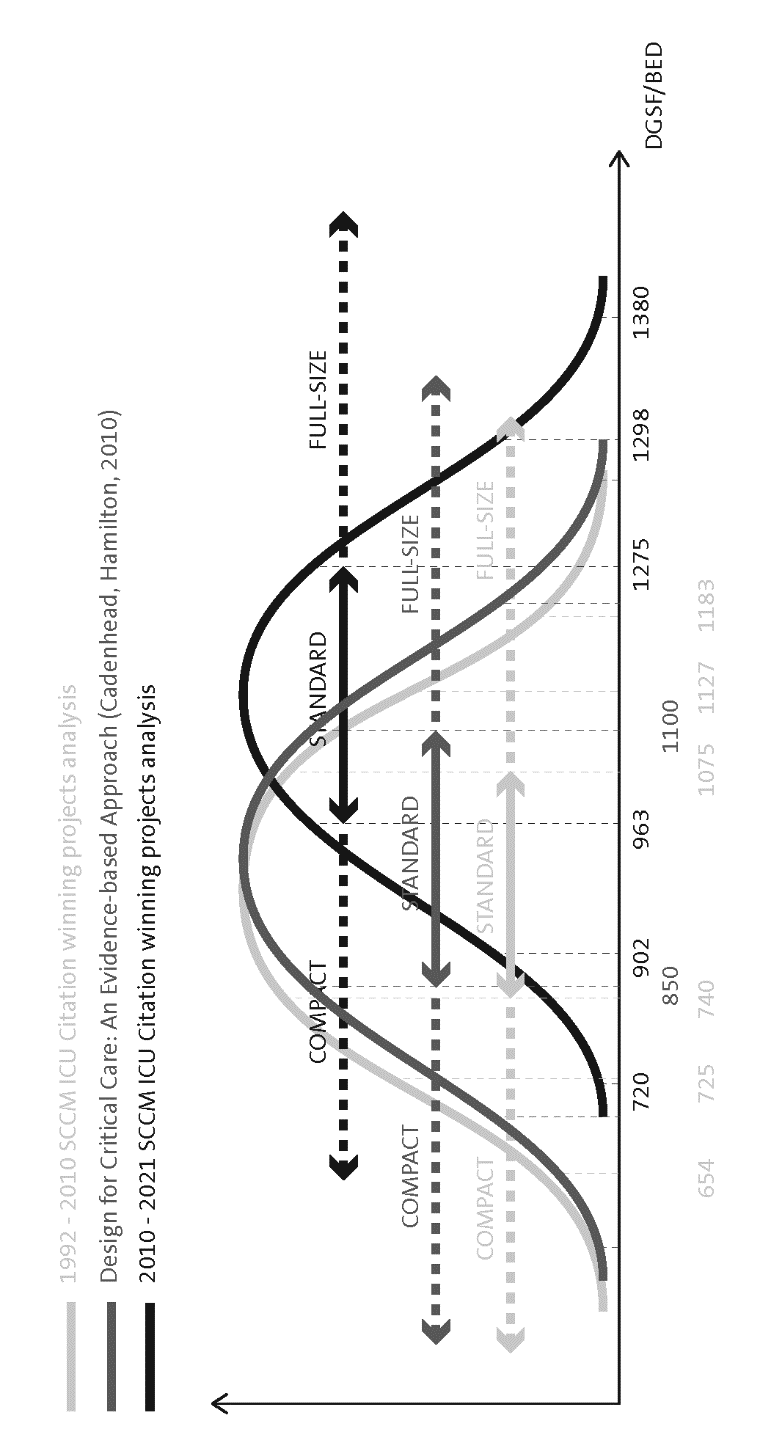 1992 - 2010 SCCM ICU Citation winning projects analysis
Design for Critical Care: An Evidence-based Approach (Cadenhead, Hamilton, 2010)
2010 - 2021 SCCM ICU Citation winning projects analysis
COMPACT STANDARD FULL-SIZE
COMPACT STANDARD FULL-SIZE
COMPACT STANDARD FULL-SIZE
720 902 963 1275 1298 1380 DGSF/BED
850 1100
654 725 740 1075 1127 1183